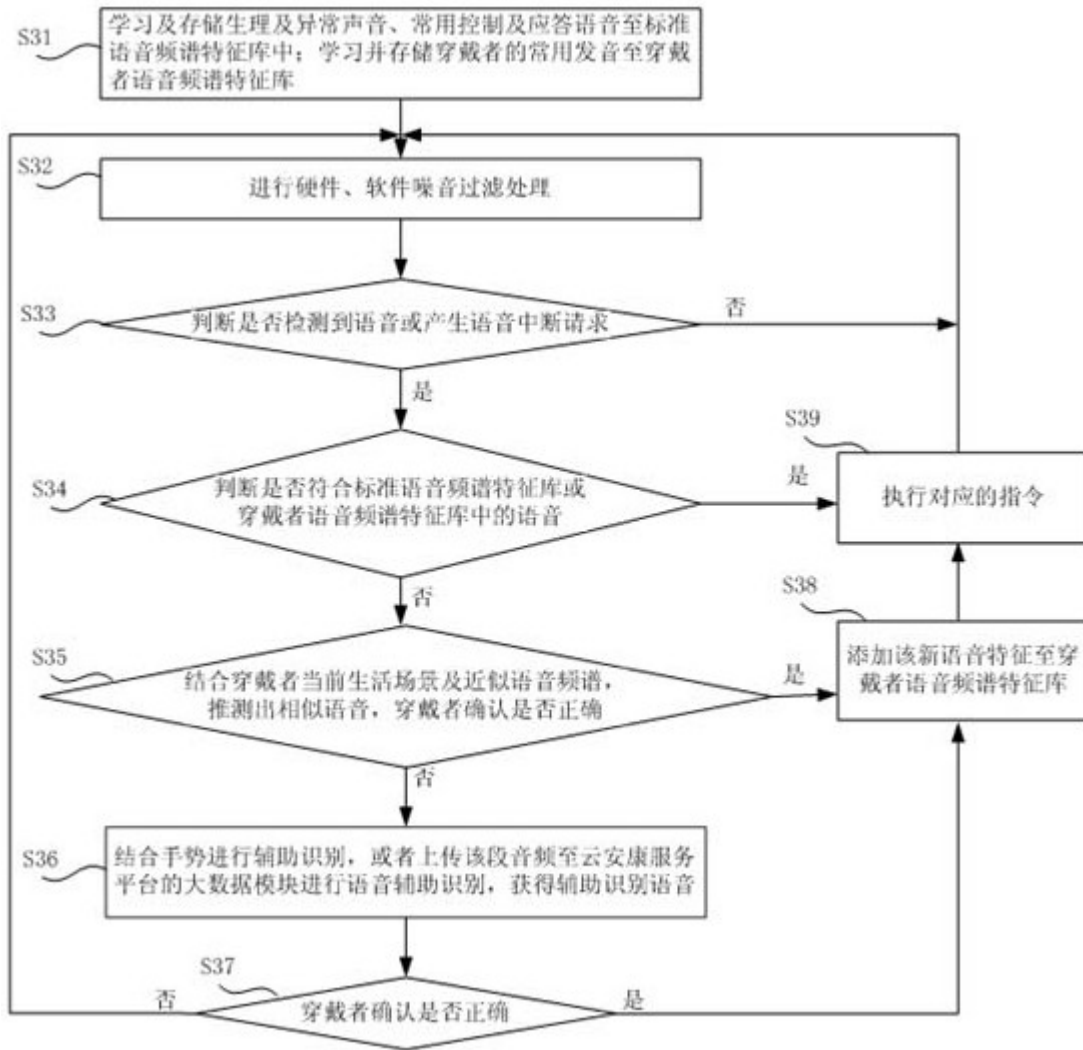 S31
学习及存储生理及异常声音、常用控制及应答语音至标准
语音频谱特征库中；学习并存储穿戴者的常用发音至穿戴
者语音频谱特征库
S32
进行硬件、软件噪音过滤处理
S33
判断是否检测到语音或产生语音中断请求
否
是
S34
判断是否符合标准语音频谱特征库或
穿戴者语音频谱特征库中的语音
是
S39
执行对应的指令
否
S35
结合穿戴者当前生活场景及近似语音频谱，
推测出相似语音，穿戴者确认是否正确
是
S38
添加该新语音特征至穿
戴者语音频谱特征库
否
S36
结合手势进行辅助识别，或者上传该段音频至云安康服务
平台的大数据模块进行语音辅助识别，获得辅助识别语音
S37
穿戴者确认是否正确
否
是